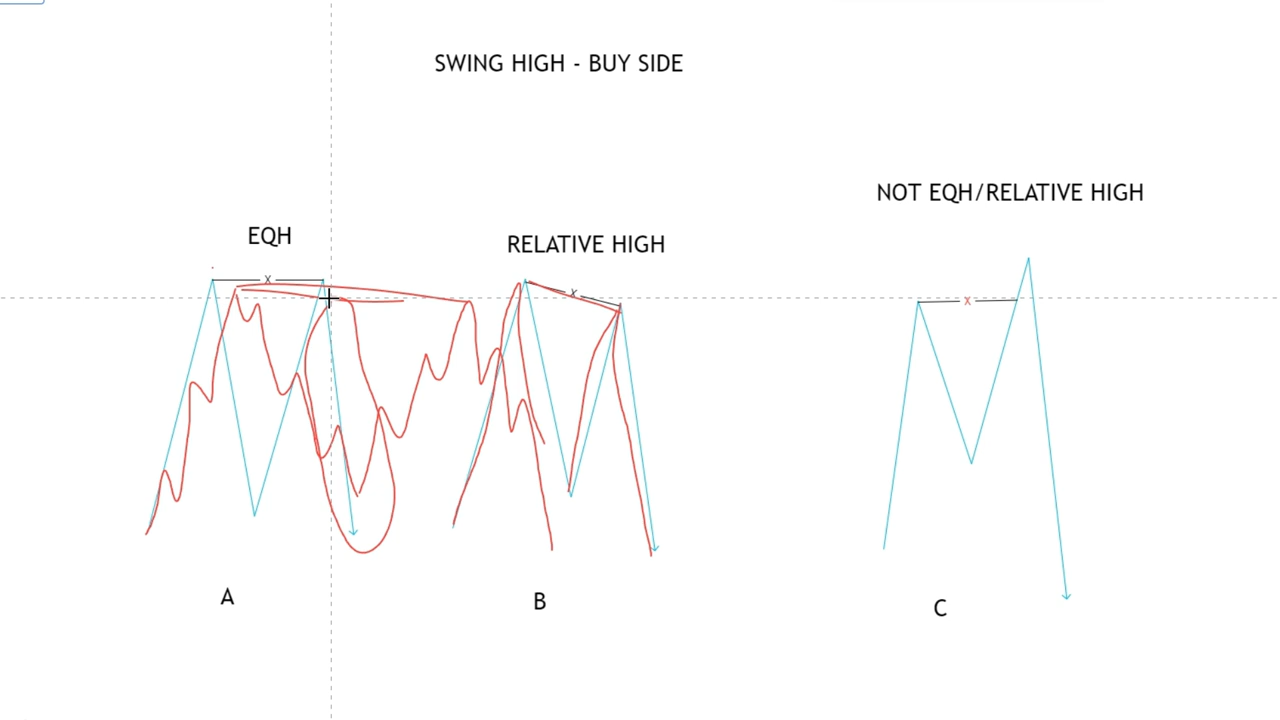 SWING HIGH - BUY SIDE
NOT EQH/RELATIVE HIGH
EQH
RELATIVE HIGH
X
X
X
A
B
C